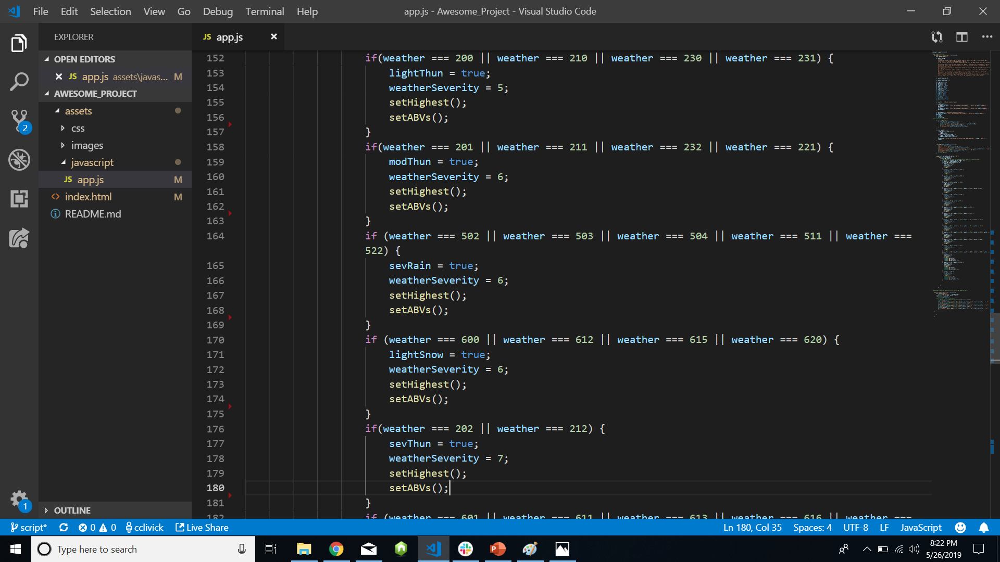 File Edit Selection View Go Debug Terminal Help app.js - Awesome_Project - Visual Studio Code
EXPLORER
JS app.js
OPEN EDITORS
JS app.js assets\javas... M
AWESOME_PROJECT
assets
css
images
javascript
JS app.js M
<> index.html M
README.md
OUTLINE
152 if(weather === 200 || weather === 210 || weather === 230 || weather === 231) {
153 lightThun = true;
154 weatherSeverity = 5;
155 setHighest();
156 setABVs();
157 }
158 if(weather === 201 || weather === 211 || weather === 232 || weather === 221) {
159 modThun = true;
160 weatherSeverity = 6;
161 setHighest();
162 setABVs();
163 }
164 if (weather === 502 || weather === 503 || weather === 504 || weather === 511 || weather ===
522) {
165 sevRain = true;
166 weatherSeverity = 6;
167 setHighest();
168 setABVs();
169 }
170 if (weather === 600 || weather === 612 || weather === 615 || weather === 620) {
171 lightSnow = true;
172 weatherSeverity = 6;
173 setHighest();
174 setABVs();
175 }
176 if(weather === 202 || weather === 212) {
177 sevThun = true;
178 weatherSeverity = 7;
179 setHighest();
180 setABVs();
181 }
182 if (weather === 601 || weather === 611 || weather === 613 || weather === 616 || weather ===
2
1
script* 0 0 cclivick Live Share Ln 180, Col 35 Spaces: 4 UTF-8 LF JavaScript
Type here to search
8:22 PM
5/26/2019